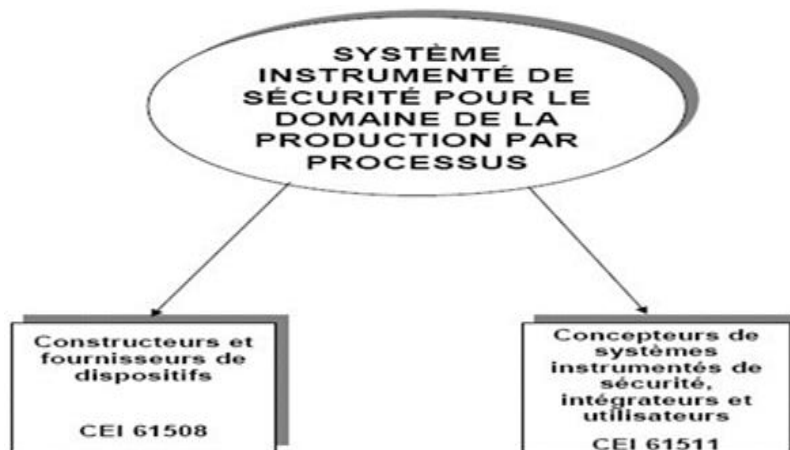 SYSTÈME
INSTRUMENTÉ DE
SÉCURITÉ POUR LE
DOMAINE DE LA
PRODUCTION PAR
PROCESSUS
Constructeurs et
fournisseurs de
dispositifs
CEI 61508
Concepteurs de
systèmes
instrumentés de
sécurité,
intégrateurs et
utilisateurs
CEI 61511